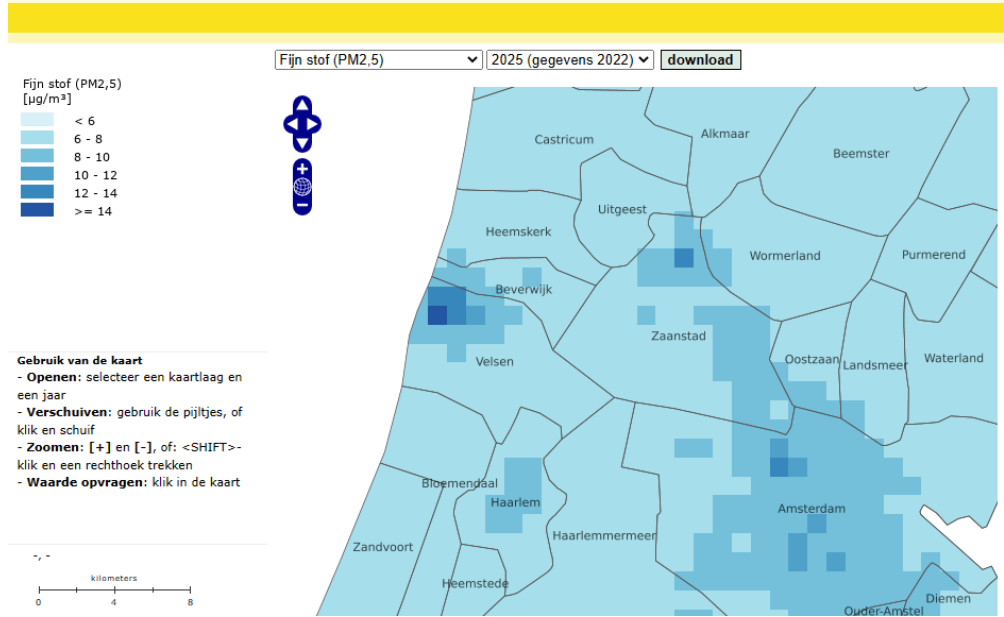 Fijn stof (PM2,5) 2025 (gegevens 2022) download
Fijn stof (PM2,5)
[µg/m³]
< 6
6 - 8
8 - 10
10 - 12
12 - 14
>= 14
Gebruik van de kaart
- Openen: selecteer een kaartlaag en
een jaar
- Verschuiven: gebruik de pijltjes, of
klik en schuif
- Zoomen: [+] en [-], of: <SHIFT>-
klik en een rechthoek trekken
- Waarde opvragen: klik in de kaart
-, -
kilometers
0 4 8
Castricum
Alkmaar
Beemster
Uitgeest
Heemskerk
Wormerland
Purmerend
Beverwijk
Zaanstad
Velsen
Oostzaan
Landsmeer
Waterland
Bloemendaal
Haarlem
Amsterdam
Haarlemmermeer
Zandvoort
Heemstede
Diemen
Ouder-Amstel